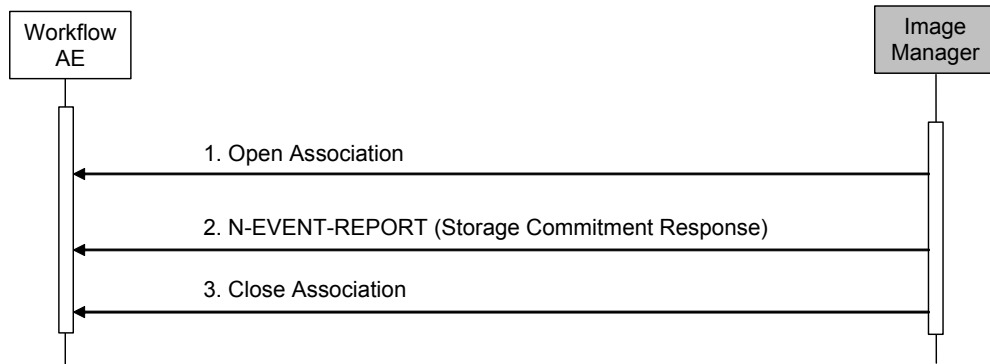 Workflow
AE
Image
Manager
1. Open Association
2. N-EVENT-REPORT (Storage Commitment Response)
3. Close Association